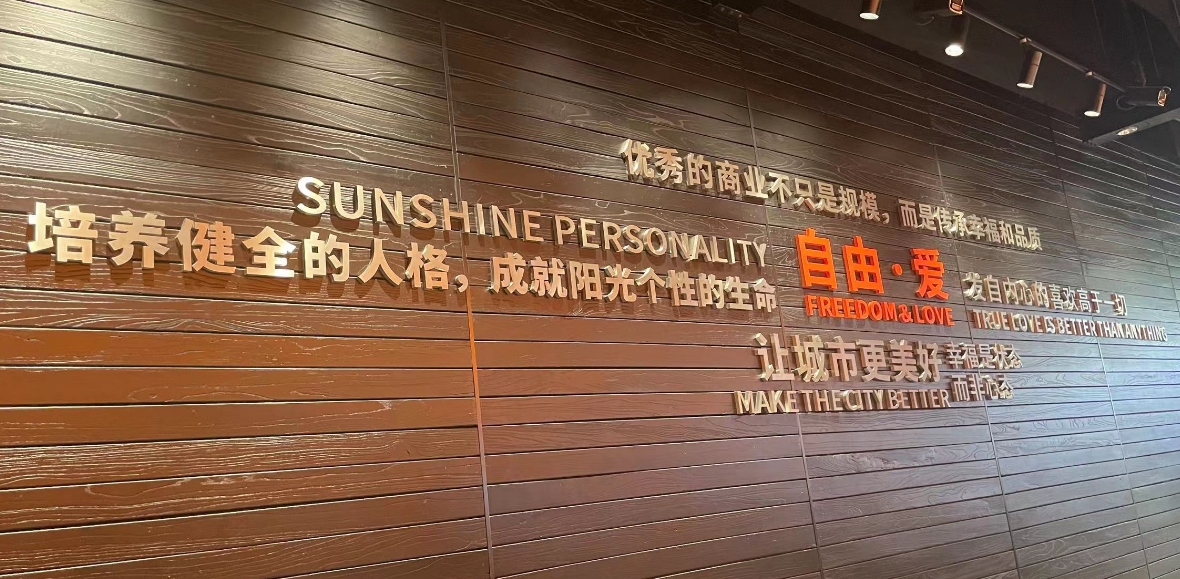 优秀的商业不只是规模，而是传承幸福和品质
SUNSHINE PERSONALITY
培养健全的人格，成就阳光个性的生命
自由·爱
FREEDOM&LOVE
发自内心的喜欢高于一切
TRUE LOVE IS BETTER THAN ANYTHING
让城市更美好
MAKE THE CITY BETTER
幸福是状态
而非心态